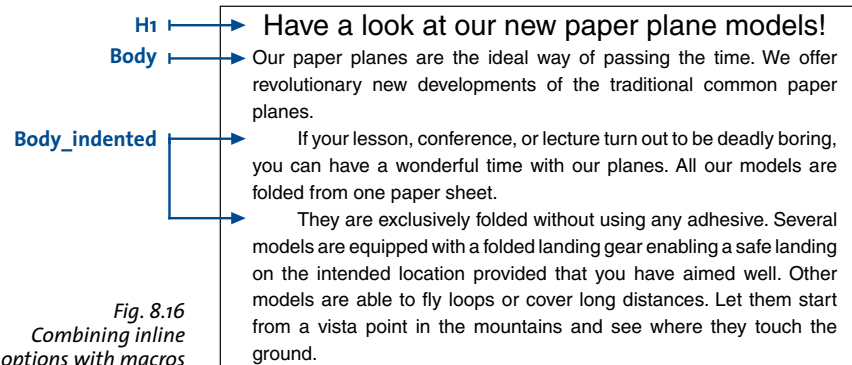 H1
Have a look at our new paper plane models!
Body
Our paper planes are the ideal way of passing the time. We offer
revolutionary new developments of the traditional common paper
planes.
Body_indented
If your lesson, conference, or lecture turn out to be deadly boring,
you can have a wonderful time with our planes. All our models are
folded from one paper sheet.
They are exclusively folded without using any adhesive. Several
models are equipped with a folded landing gear enabling a safe landing
on the intended location provided that you have aimed well. Other
models are able to fly loops or cover long distances. Let them start
from a vista point in the mountains and see where they touch the
ground.
Fig. 8.16
Combining inline
options with macros